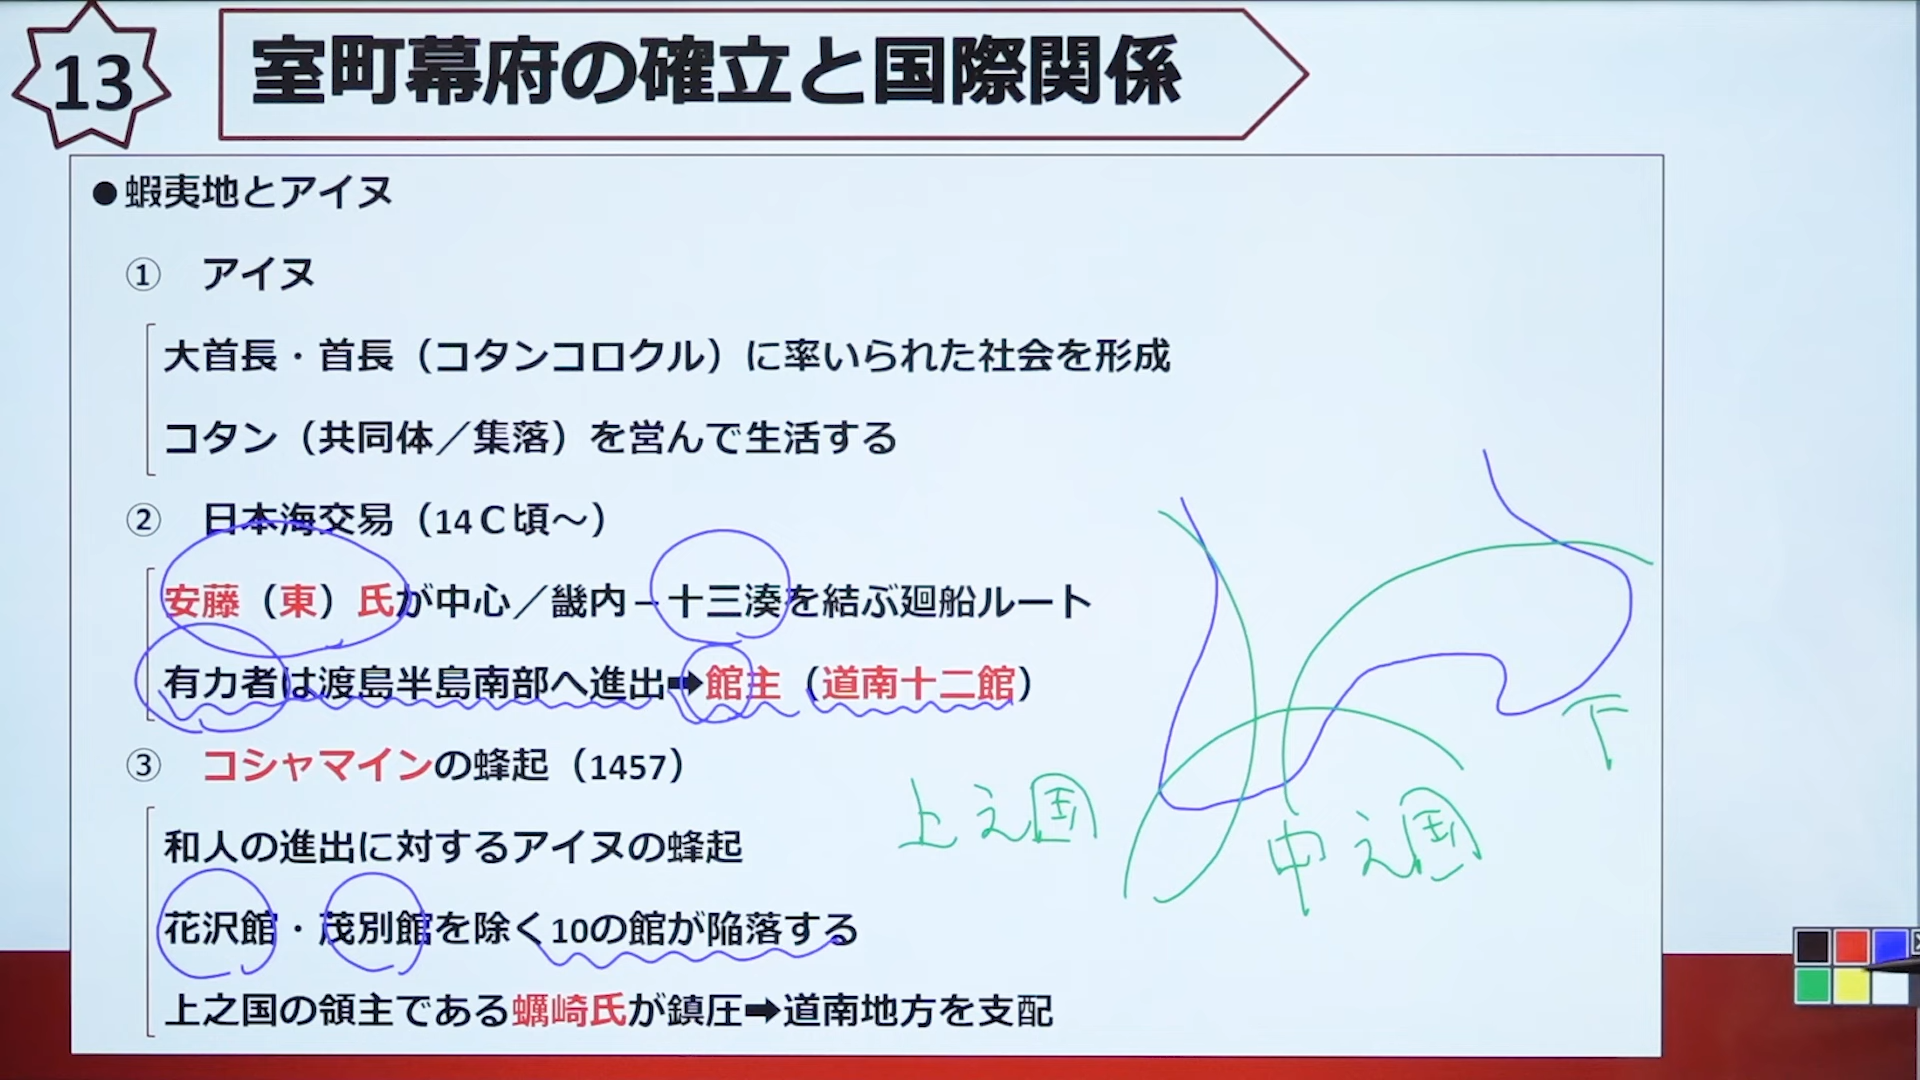 13
室町幕府の確立と国際関係
●蝦夷地とアイヌ
① アイヌ
大首長・首長（コタンコロクル）に率いられた社会を形成
コタン（共同体／集落）を営んで生活する
② 日本海交易（14Ｃ頃～）
安藤（東）氏が中心／畿内－十三湊を結ぶ廻船ルート
有力者は渡島半島南部へ進出➡館主（道南十二館）
③ コシャマインの蜂起（1457）
和人の進出に対するアイヌの蜂起
花沢館・茂別館を除く10の館が陥落する
上之国の領主である蠣崎氏が鎮圧➡道南地方を支配
上之国
中之国
下